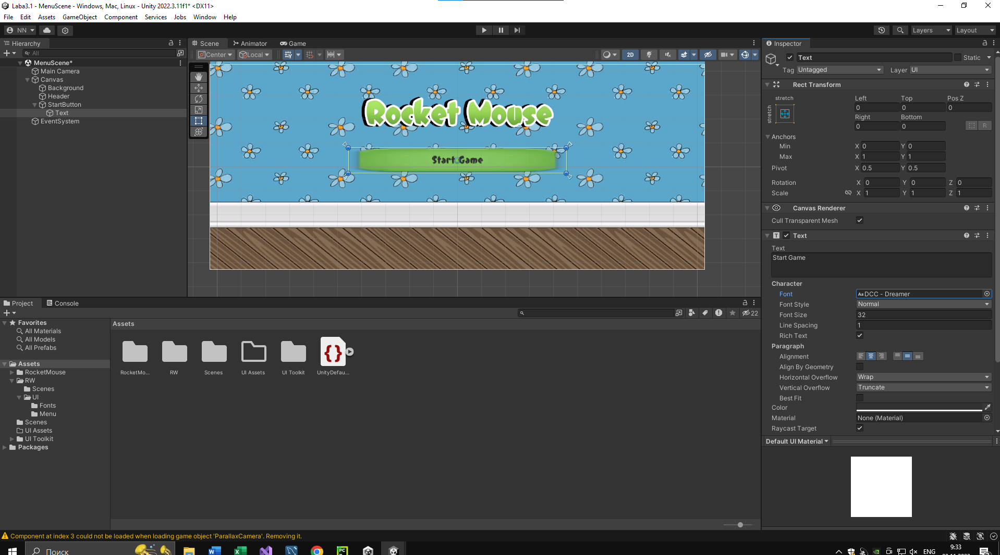 Laba3.1 - MenuScene - Windows, Mac, Linux - Unity 2022.3.11f1* <DX11>
File Edit Assets GameObject Component Services Jobs Window Help
NN Layers Layout
Hierarchy
All
MenuScene*
Main Camera
Canvas
Background
Header
StartButton
Text
EventSystem
Scene Animator Game
Center Local 2D
Rocket Mouse
Start Game
Inspector
Text Static
Tag Untagged Layer UI
Rect Transform
stretch Left Top Pos Z
stretch 0 0 0
Right Bottom
0 0 R
Anchors
Min X 0 Y 0
Max X 1 Y 1
Pivot X 0.5 Y 0.5
Rotation X 0 Y 0 Z 0
Scale X 1 Y 1 Z 1
Canvas Renderer
Cull Transparent Mesh
Text
Text
Start Game
Character
Font DCC - Dreamer
Font Style Normal
Font Size 32
Line Spacing 1
Rich Text
Paragraph
Alignment
Align By Geometry
Horizontal Overflow Wrap
Vertical Overflow Truncate
Best Fit
Color
Material None (Material)
Raycast Target
Default UI Material
Project Console
22
Favorites
All Materials
All Models
All Prefabs
Assets
RocketMouse
RW
Scenes
UI
Fonts
Menu
Scenes
UI Assets
UI Toolkit
Packages
Assets
RocketMo... RW Scenes UI Assets UI Toolkit UnityDefau...
Component at index 3 could not be loaded when loading game object 'ParallaxCamera'. Removing it.
Поиск
ENG 9:33